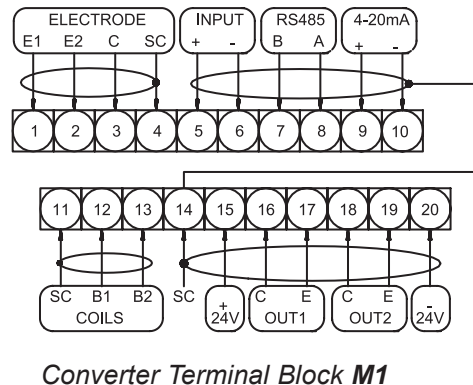 ELECTRODE INPUT RS485 4-20mA
E1 E2 C SC + - B A + -
1 2 3 4 5 6 7 8 9 10
11 12 13 14 15 16 17 18 19 20
SC B1 B2 SC + C E C E -
COILS 24V OUT1 OUT2 24V
Converter Terminal Block M1